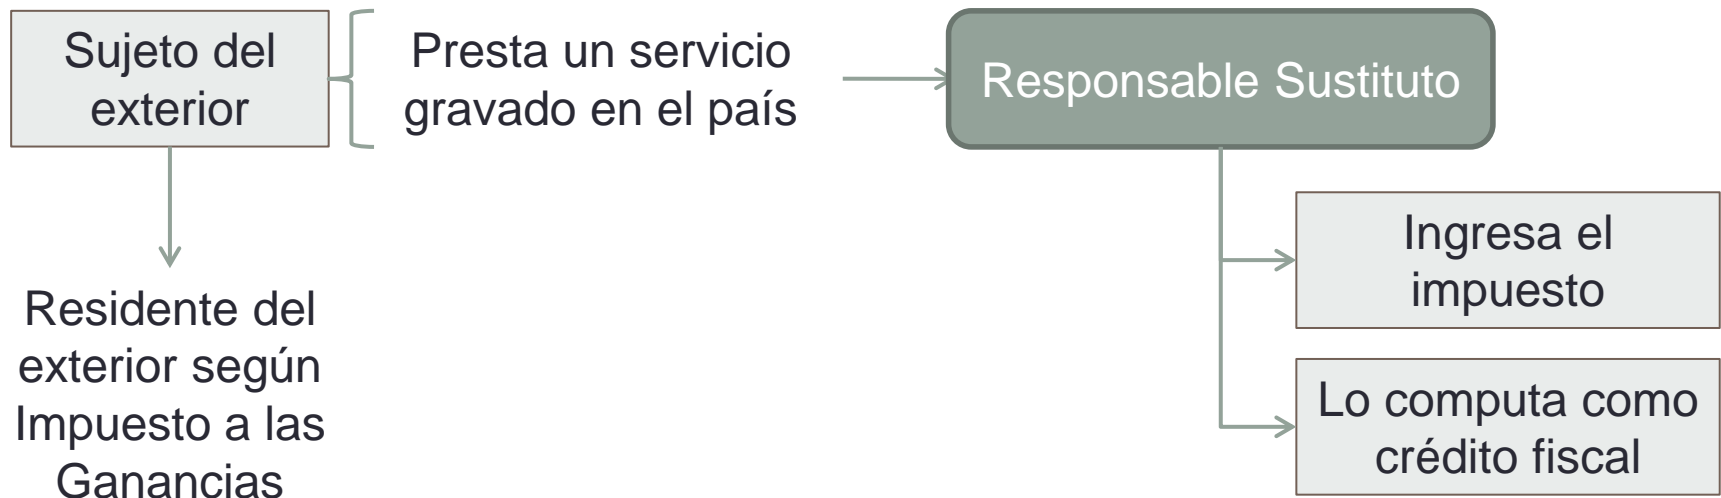 Sujeto del
exterior
Presta un servicio
gravado en el país
Responsable Sustituto
Residente del
exterior según
Impuesto a las
Ganancias
Ingresa el
impuesto
Lo computa como
crédito fiscal